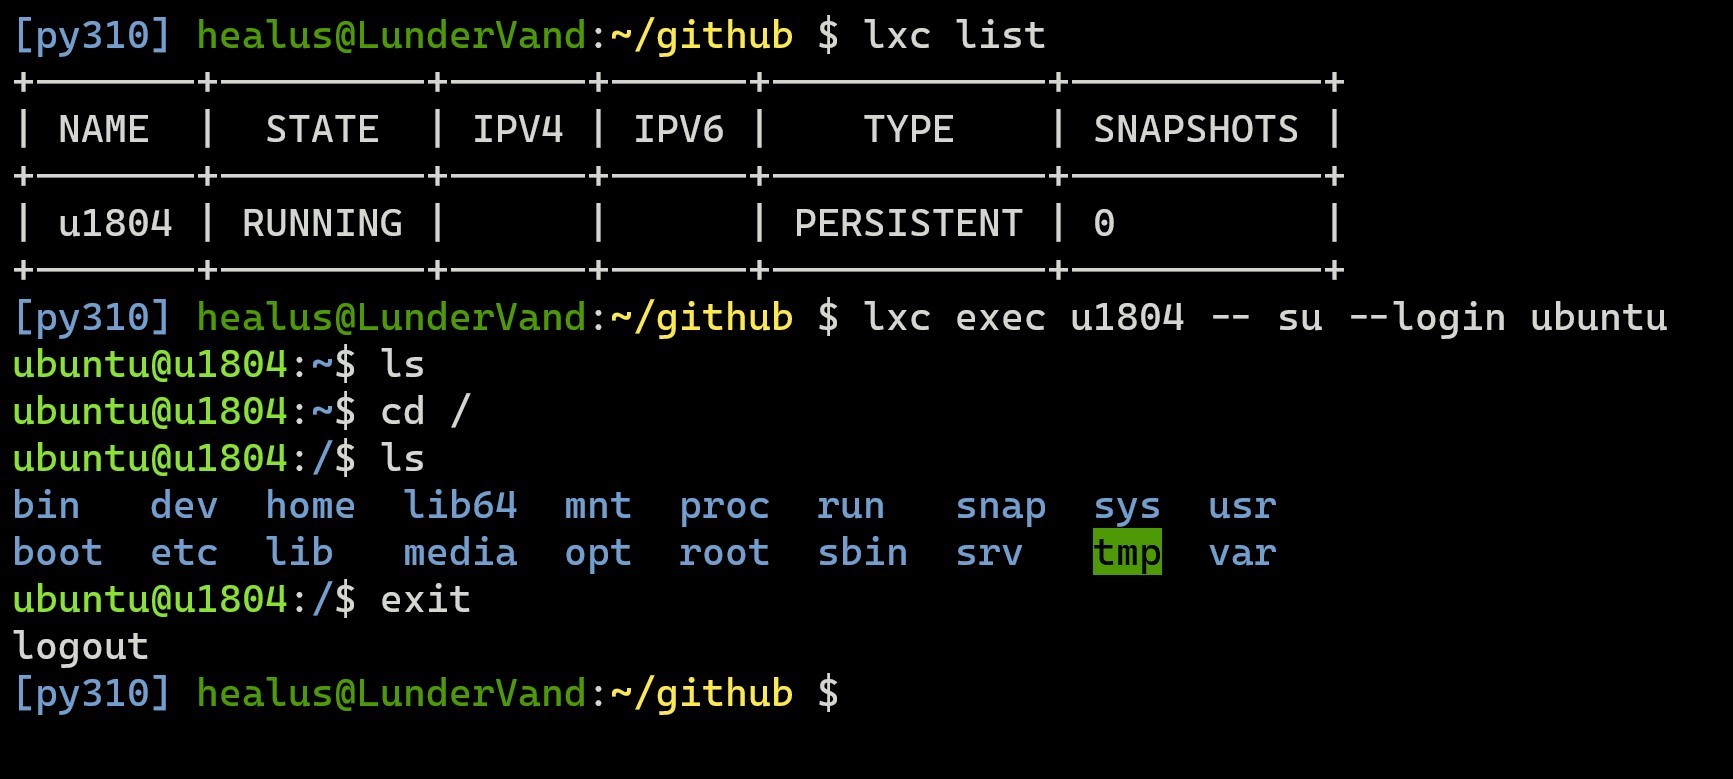 [py310] healus@LunderVand:~/github $ lxc list
+-------+---------+------+------+------------+-----------+
| NAME  |  STATE  | IPV4 | IPV6 |    TYPE    | SNAPSHOTS |
+-------+---------+------+------+------------+-----------+
| u1804 | RUNNING |      |      | PERSISTENT | 0         |
+-------+---------+------+------+------------+-----------+
[py310] healus@LunderVand:~/github $ lxc exec u1804 -- su --login ubuntu
ubuntu@u1804:~$ ls
ubuntu@u1804:~$ cd /
ubuntu@u1804:/$ ls
bin   dev  home  lib64  mnt  proc  run   snap  sys  usr
boot  etc  lib   media  opt  root  sbin  srv   tmp  var
ubuntu@u1804:/$ exit
logout
[py310] healus@LunderVand:~/github $